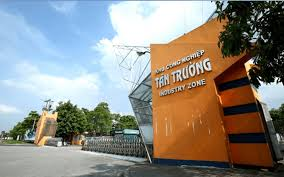 KHU CÔNG NGHIỆP
TÂN TRƯỜNG
INDUSTRY ZONE